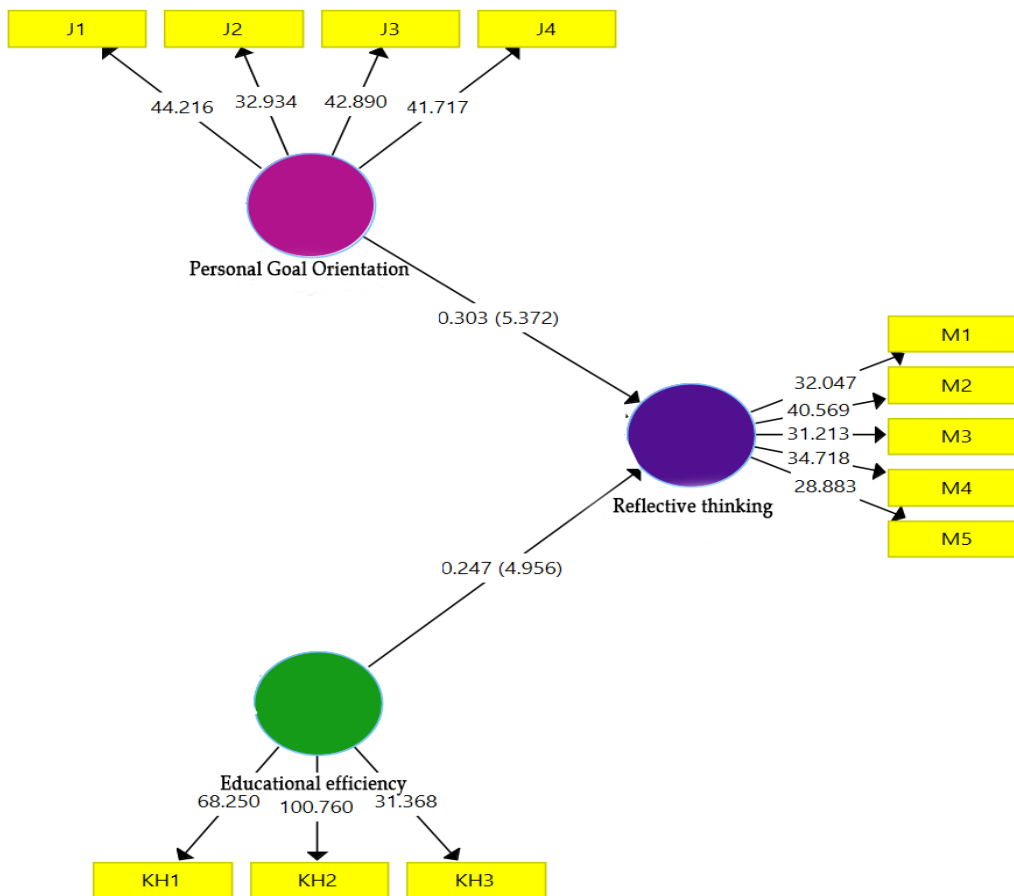 J1
J2
J3
J4
44.216
32.934
42.890
41.717
Personal Goal Orientation
0.303 (5.372)
M1
32.047
M2
40.569
31.213
M3
34.718
M4
28.883
Reflective thinking
M5
0.247 (4.956)
Educational efficiency
68.250
100.760
31.368
KH1
KH2
KH3